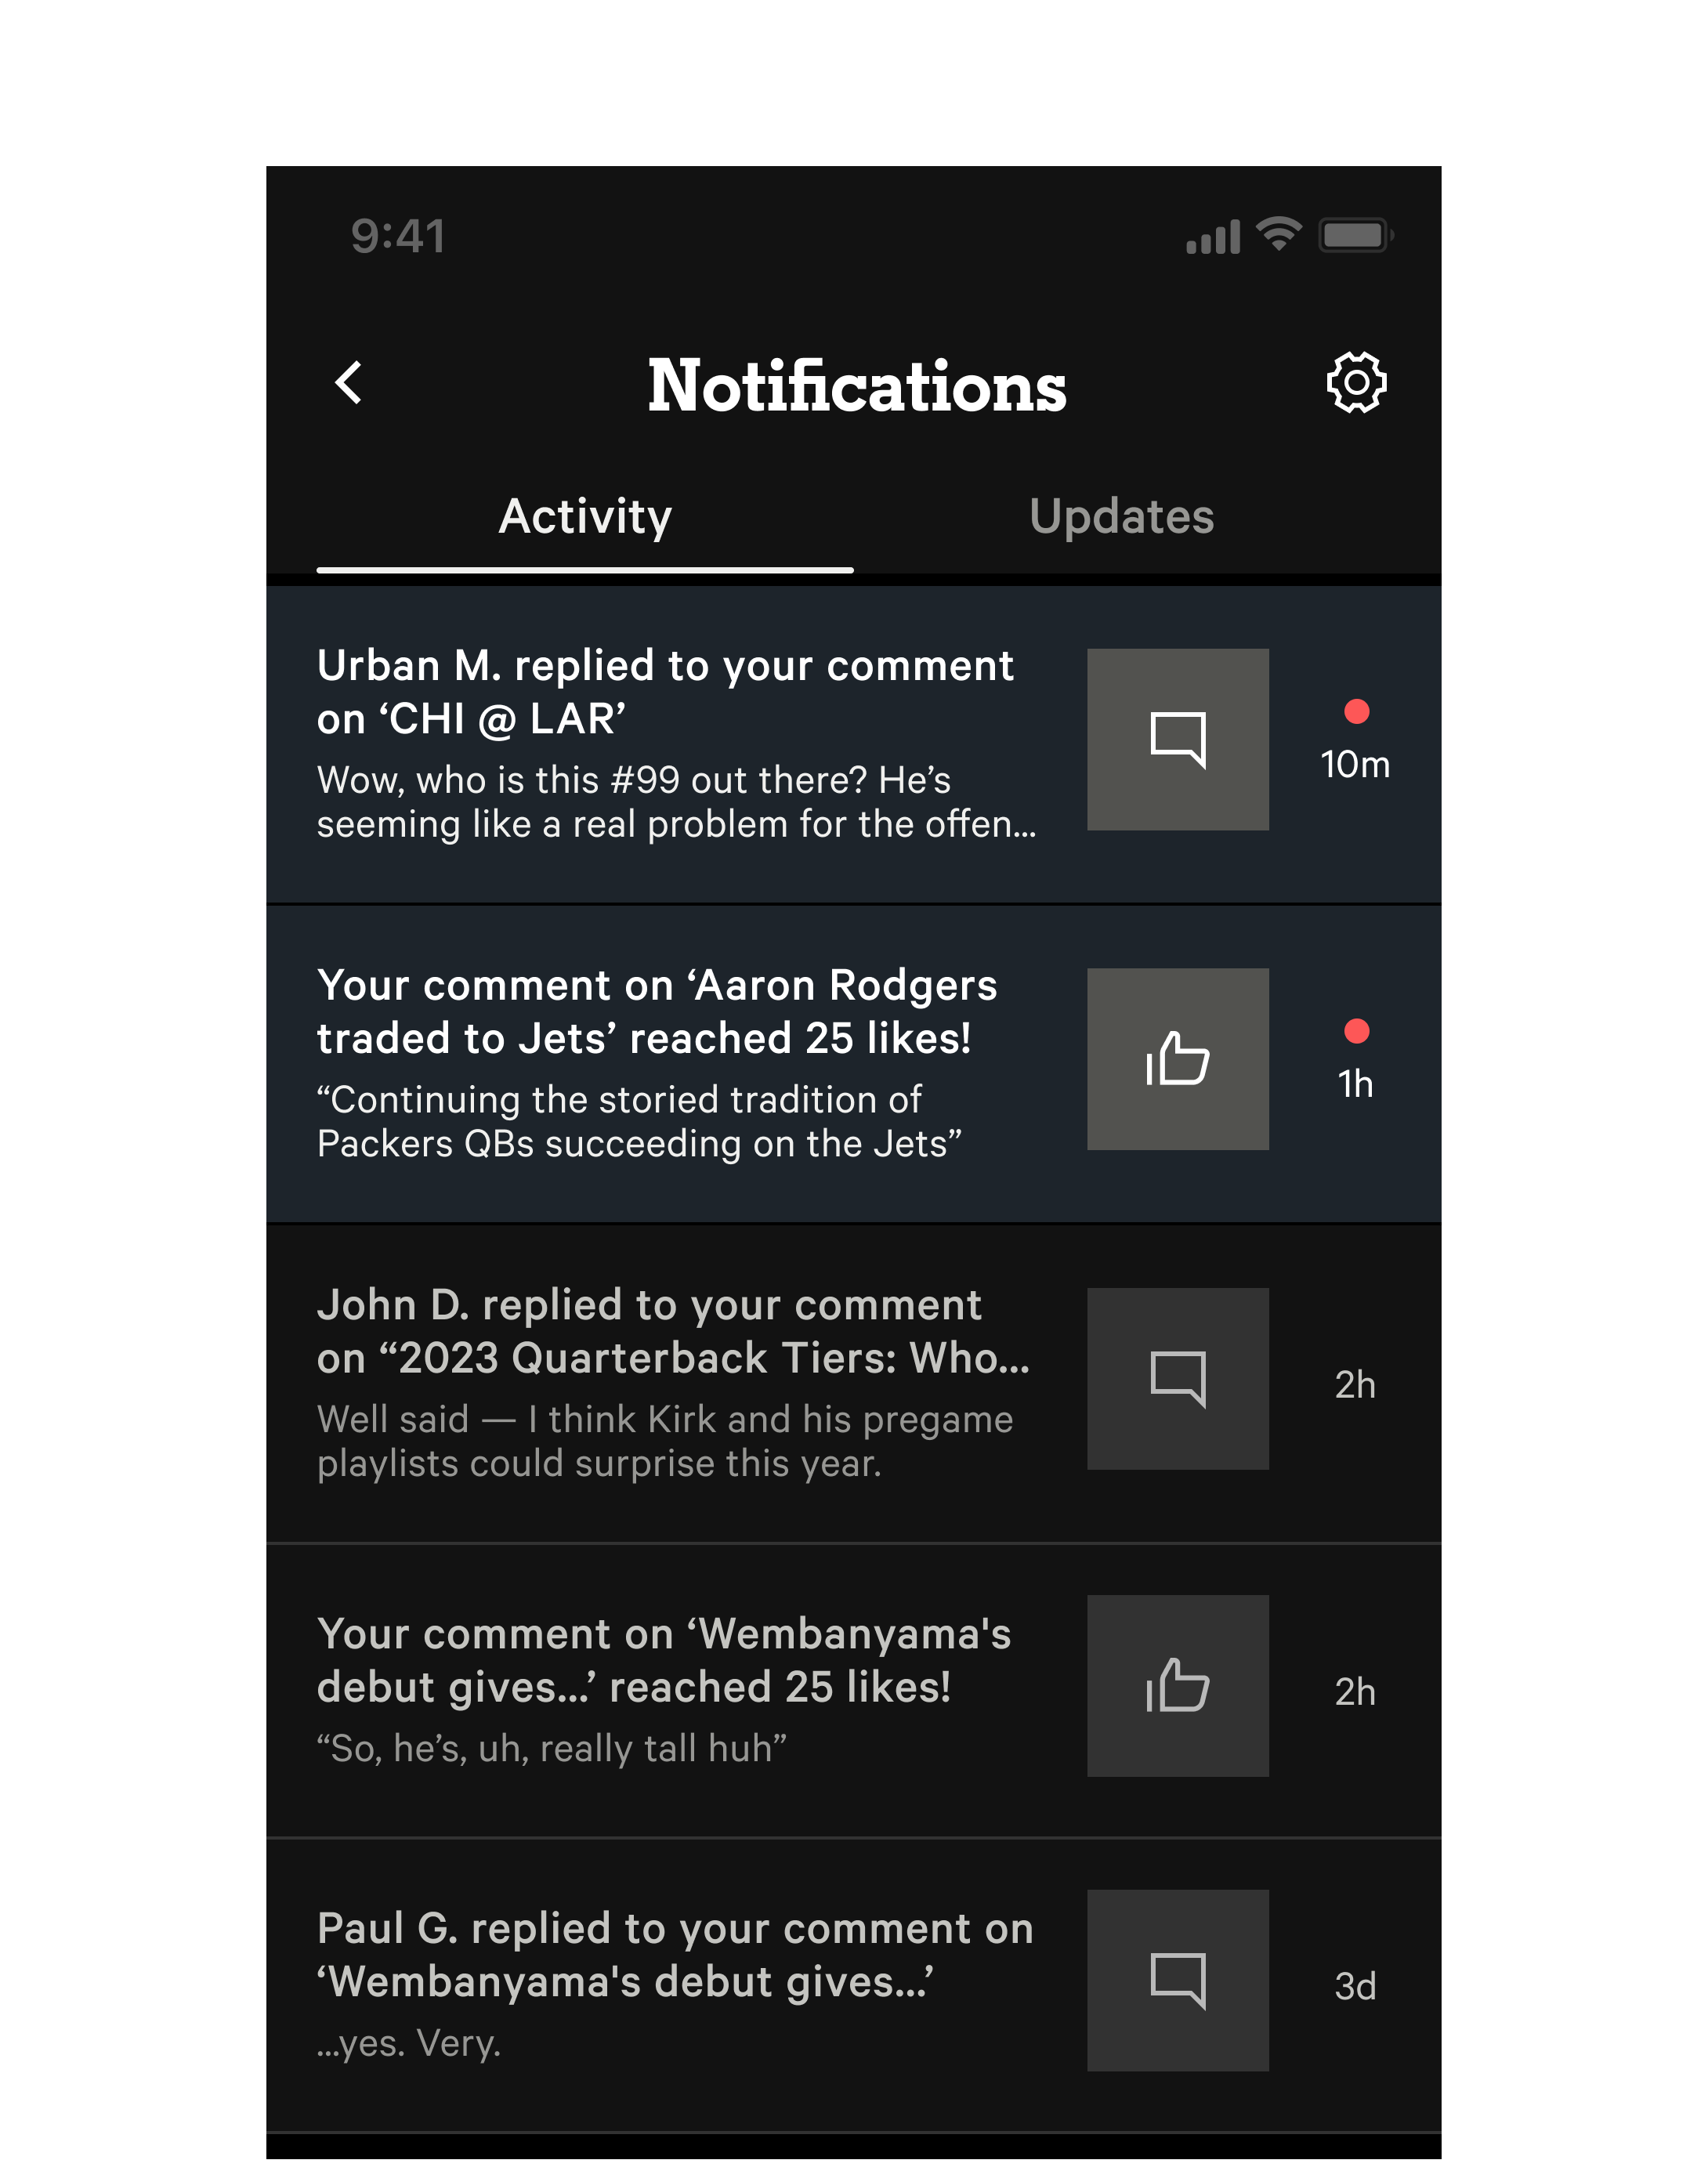 9:41
Notifications
Activity
Updates
Urban M. replied to your comment
on ‘CHI @ LAR’
Wow, who is this #99 out there? He’s
seeming like a real problem for the offen...
10m
Your comment on ‘Aaron Rodgers
traded to Jets’ reached 25 likes!
“Continuing the storied tradition of
Packers QBs succeeding on the Jets”
1h
John D. replied to your comment
on “2023 Quarterback Tiers: Who...
Well said — I think Kirk and his pregame
playlists could surprise this year.
2h
Your comment on ‘Wembanyama's
debut gives...’ reached 25 likes!
“So, he’s, uh, really tall huh”
2h
Paul G. replied to your comment on
‘Wembanyama's debut gives...’
...yes. Very.
3d